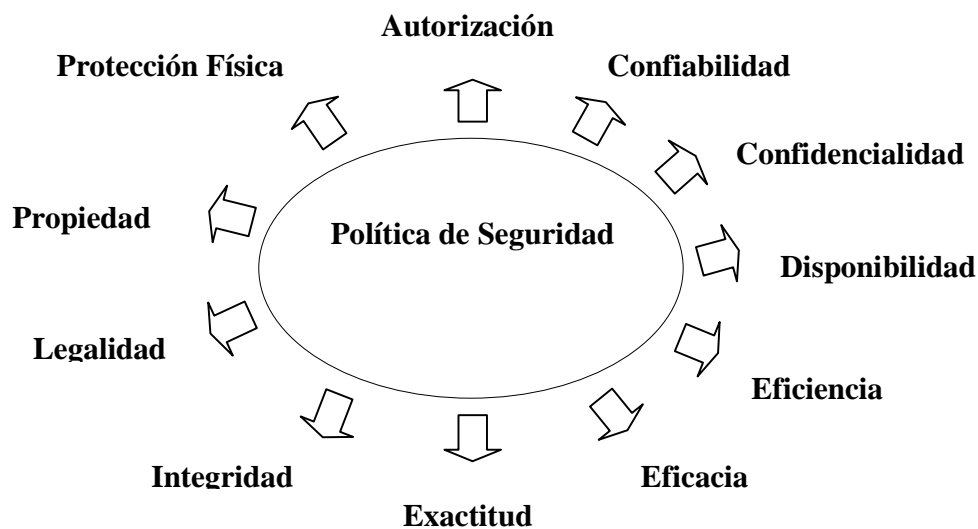 Autorización
Protección Física
Confiabilidad
Confidencialidad
Propiedad
Política de Seguridad
Disponibilidad
Legalidad
Eficiencia
Integridad
Eficacia
Exactitud